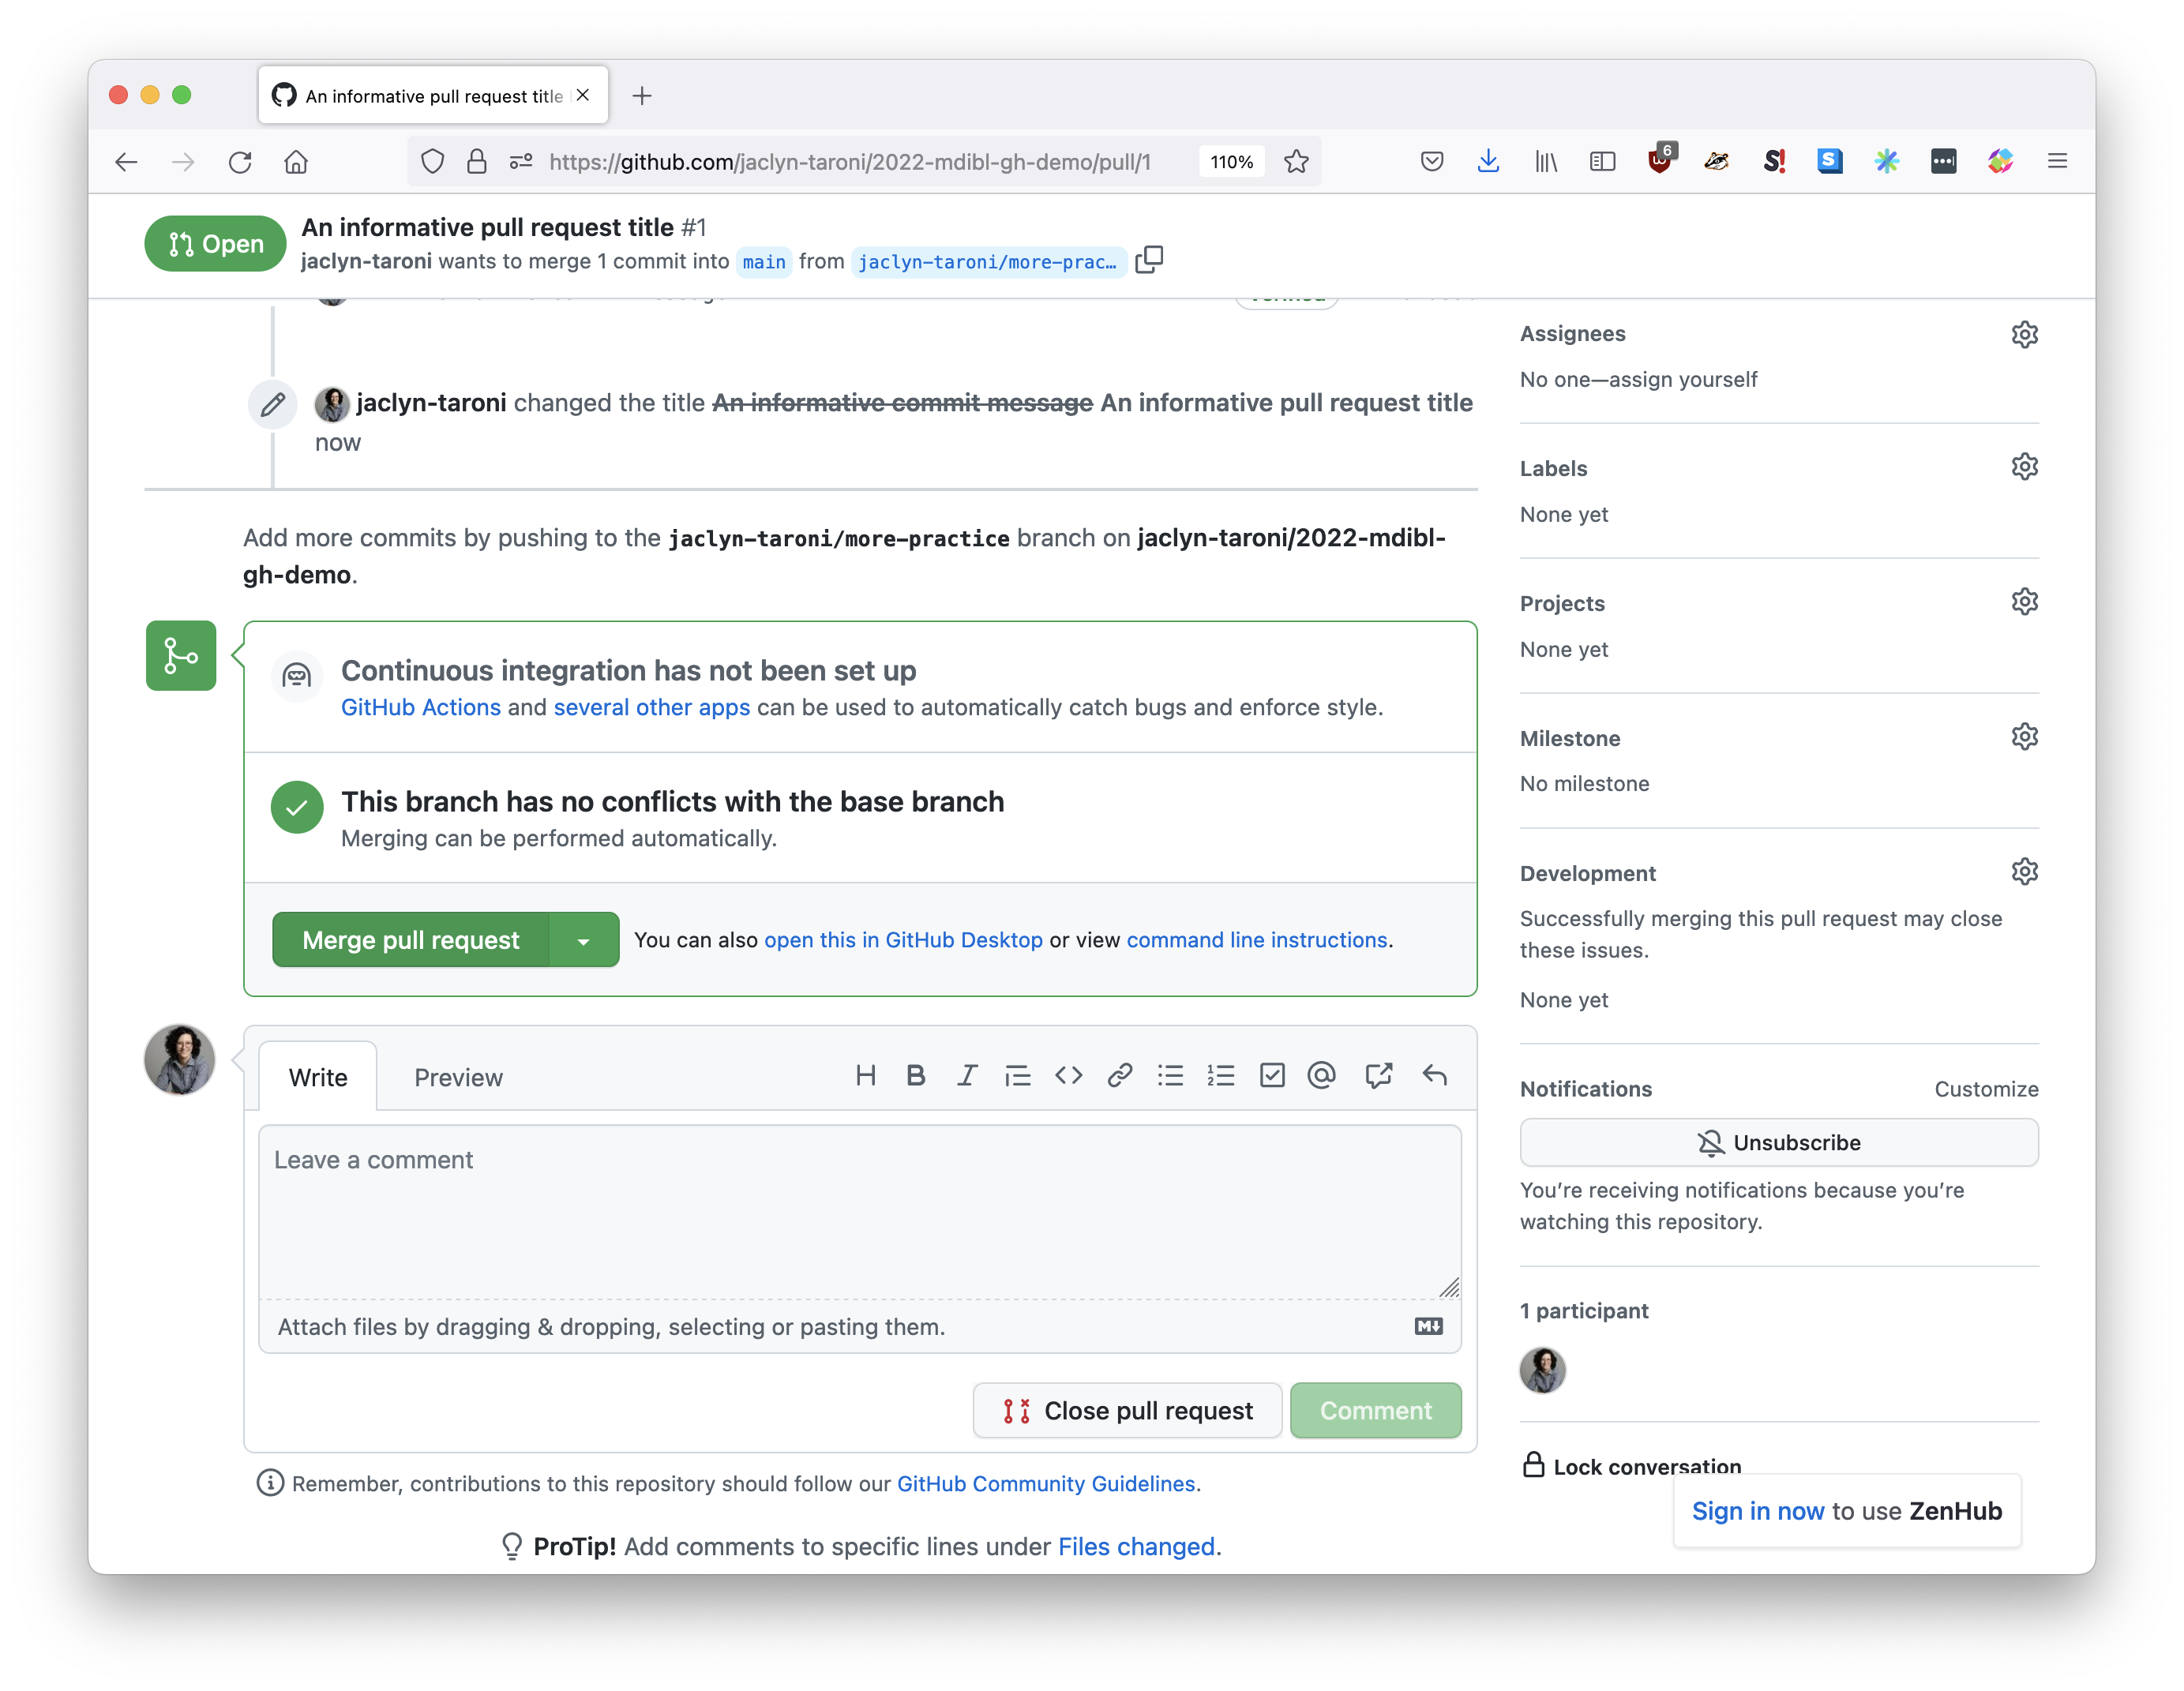 An informative pull request title
https://github.com/jaclyn-taroni/2022-mdibl-gh-demo/pull/1
110%
6
Open
An informative pull request title #1
jaclyn-taroni wants to merge 1 commit into main from jaclyn-taroni/more-prac...
jaclyn-taroni changed the title An informative commit message An informative pull request title
now
Add more commits by pushing to the jaclyn-taroni/more-practice branch on jaclyn-taroni/2022-mdibl-
gh-demo.
Continuous integration has not been set up
GitHub Actions and several other apps can be used to automatically catch bugs and enforce style.
This branch has no conflicts with the base branch
Merging can be performed automatically.
Merge pull request
You can also open this in GitHub Desktop or view command line instructions.
Write
Preview
Leave a comment
Attach files by dragging & dropping, selecting or pasting them.
Close pull request
Comment
Remember, contributions to this repository should follow our GitHub Community Guidelines.
ProTip! Add comments to specific lines under Files changed.
Assignees
No one—assign yourself
Labels
None yet
Projects
None yet
Milestone
No milestone
Development
Successfully merging this pull request may close
these issues.
None yet
Notifications
Customize
Unsubscribe
You're receiving notifications because you're
watching this repository.
1 participant
Lock conversation
Sign in now to use ZenHub